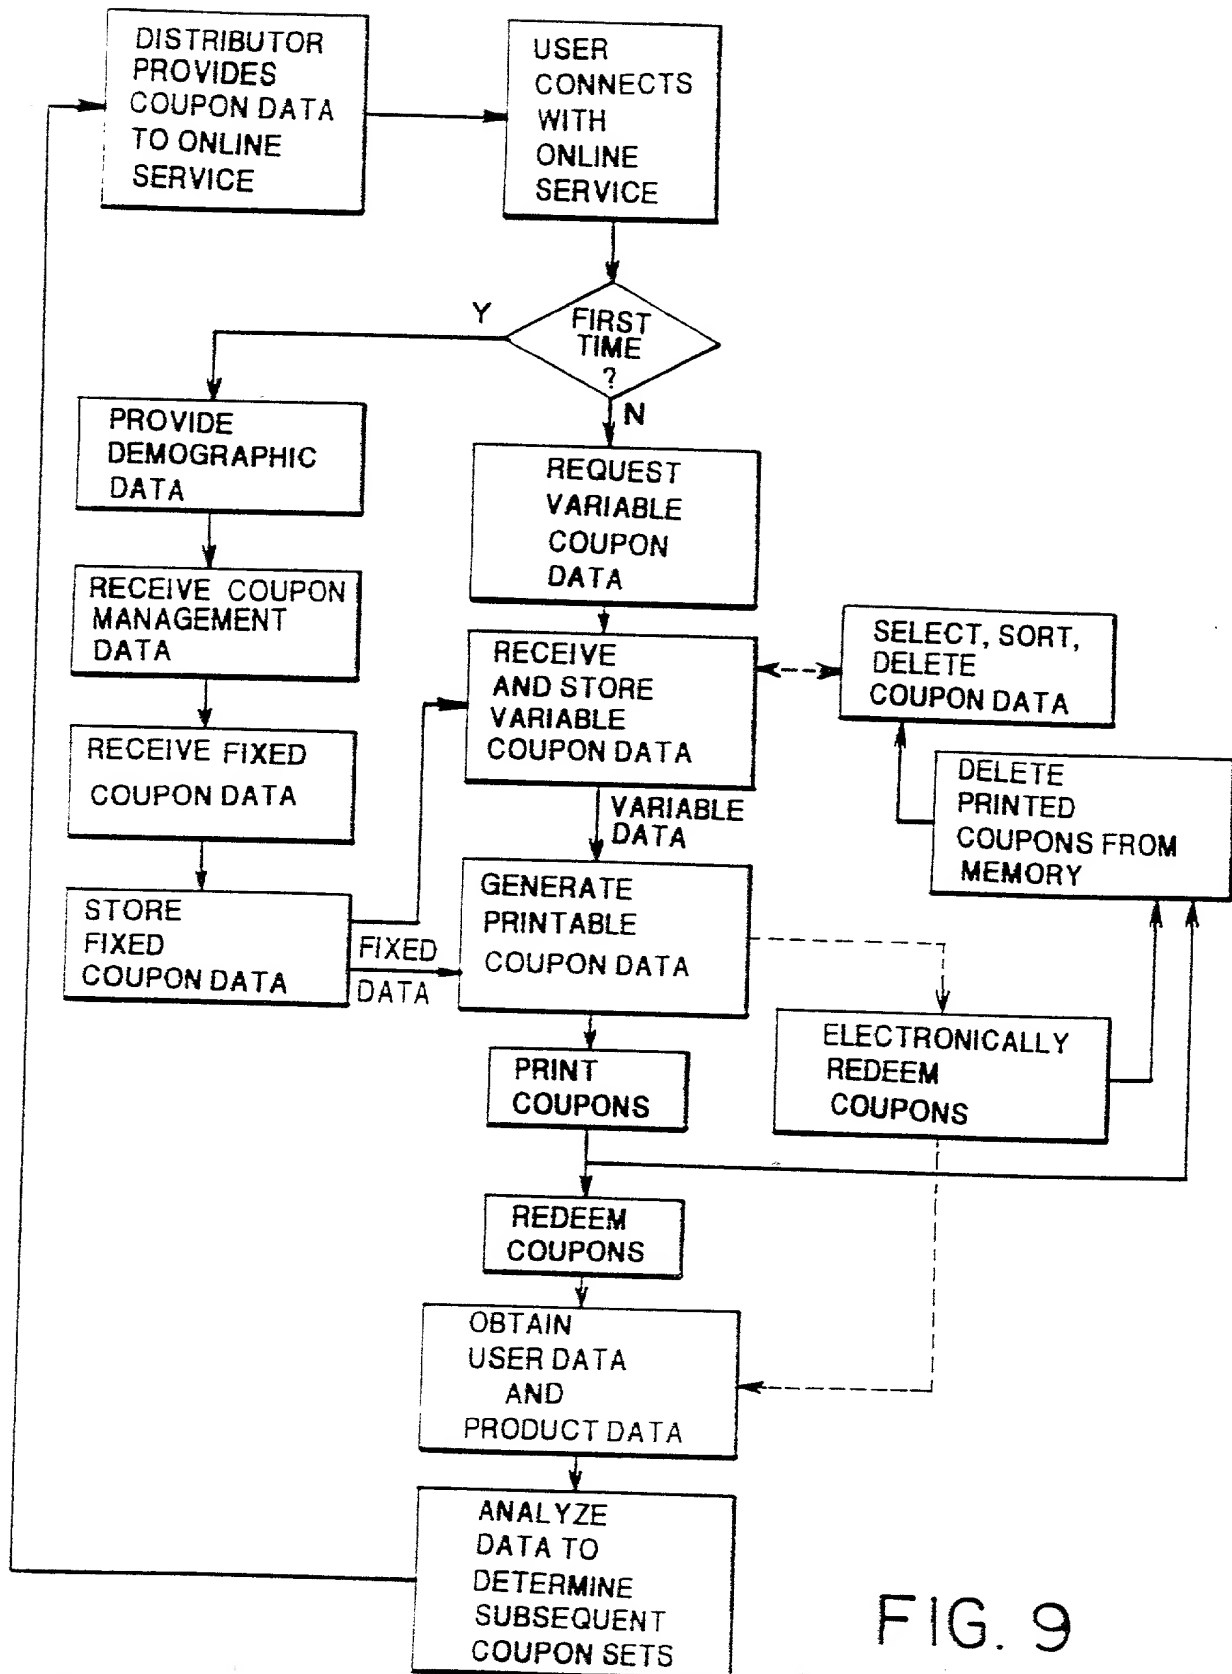 DISTRIBUTOR
PROVIDES
COUPON DATA
TO ONLINE
SERVICE
USER
CONNECTS
WITH
ONLINE
SERVICE
FIRST
TIME
?
Y
N
PROVIDE
DEMOGRAPHIC
DATA
REQUEST
VARIABLE
COUPON
DATA
RECEIVE COUPON
MANAGEMENT
DATA
RECEIVE
AND STORE
VARIABLE
COUPON DATA
SELECT, SORT,
DELETE
COUPON DATA
RECEIVE FIXED
COUPON DATA
DELETE
PRINTED
COUPONS FROM
MEMORY
VARIABLE
DATA
STORE
FIXED
COUPON DATA
FIXED
DATA
GENERATE
PRINTABLE
COUPON DATA
ELECTRONICALLY
REDEEM
COUPONS
PRINT
COUPONS
REDEEM
COUPONS
OBTAIN
USER DATA
AND
PRODUCT DATA
ANALYZE
DATA TO
DETERMINE
SUBSEQUENT
COUPON SETS
FIG. 9